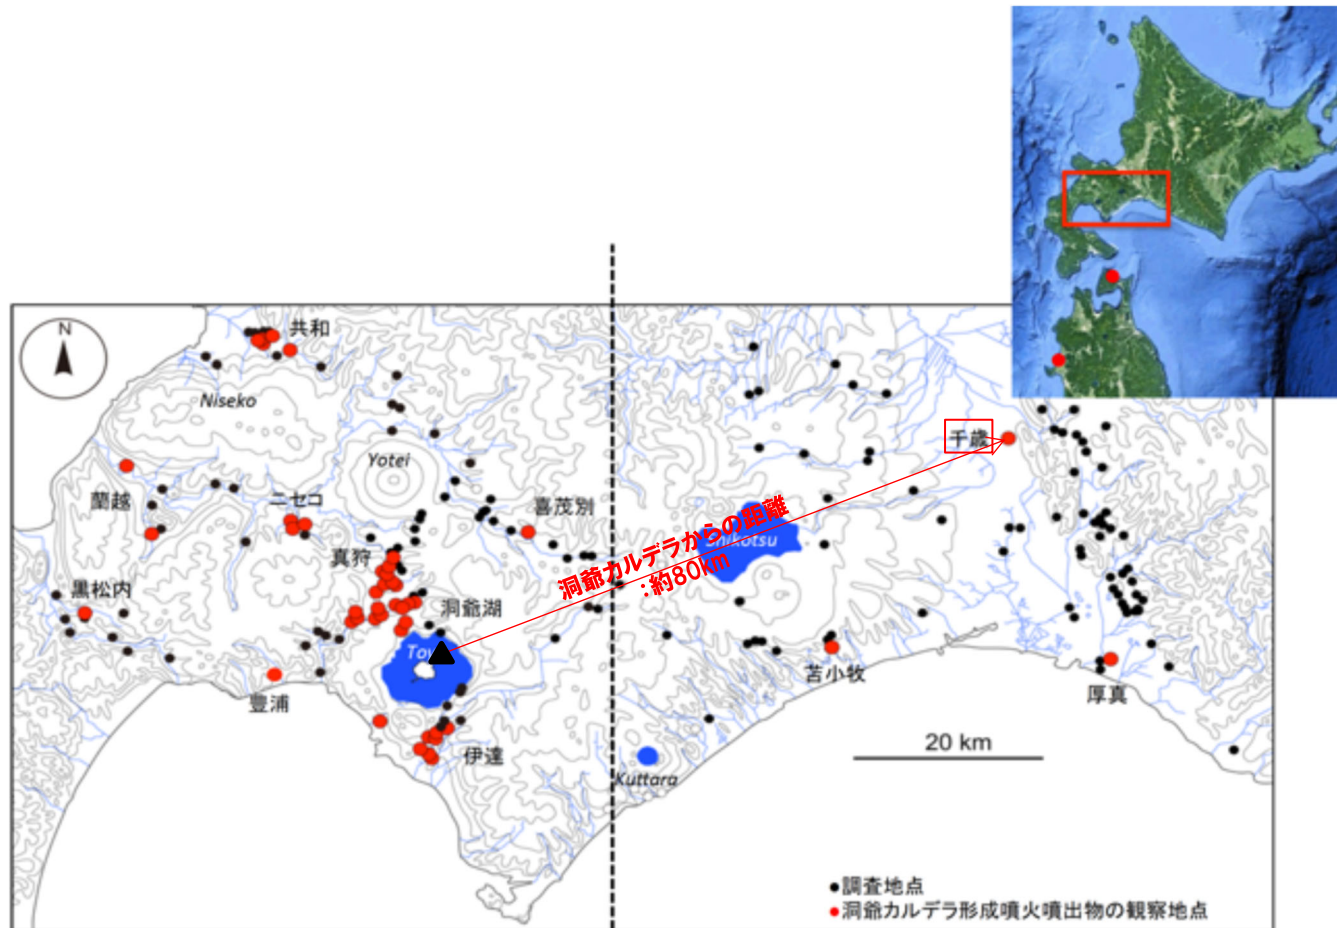 N
共和
Niseko
Yotei
千歳
蘭越
ニセコ
喜茂別
洞爺カルデラからの距離
:約80km
Shikotsu
真狩
黒松内
洞爺湖
豊浦
苫小牧
厚真
伊達
20 km
Kuttara
調査地点
洞爺カルデラ形成噴火噴出物の観察地点